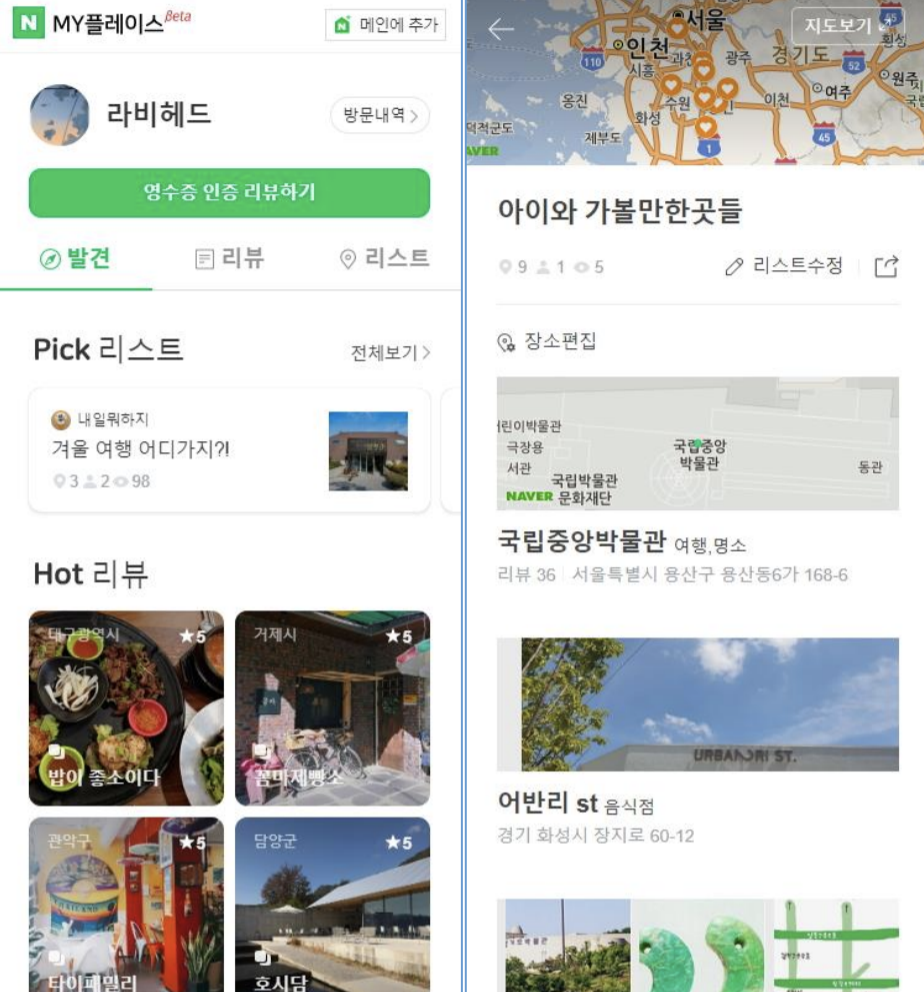 N MY플레이스 Beta
메인에 추가
라비헤드
방문내역 >
영수증 인증 리뷰하기
발견
리뷰
리스트
Pick 리스트
전체보기 >
내일뭐하지
겨울 여행 어디가지?!
3 2 98
Hot 리뷰
대구광역시 ★5
밥이 좋소이다
거제시 ★5
꼼마제빵소
관악구 ★5
타이패밀리
담양군 ★5
호시담
서울
지도보기
55
횡성
인천
과천
광주
경기도
110
시흥
52
원주
옹진
수원
이천
여주
화성
덕적군도
제부도
45
1
NAVER
아이와 가볼만한곳들
9 1 5
리스트수정
장소편집
어린이박물관
극장용
국립중앙
박물관
서관
동관
국립박물관
NAVER 문화재단
국립중앙박물관 여행,명소
리뷰 36 서울특별시 용산구 용산동6가 168-6
URBANORI ST.
어반리 st 음식점
경기 화성시 장지로 60-12